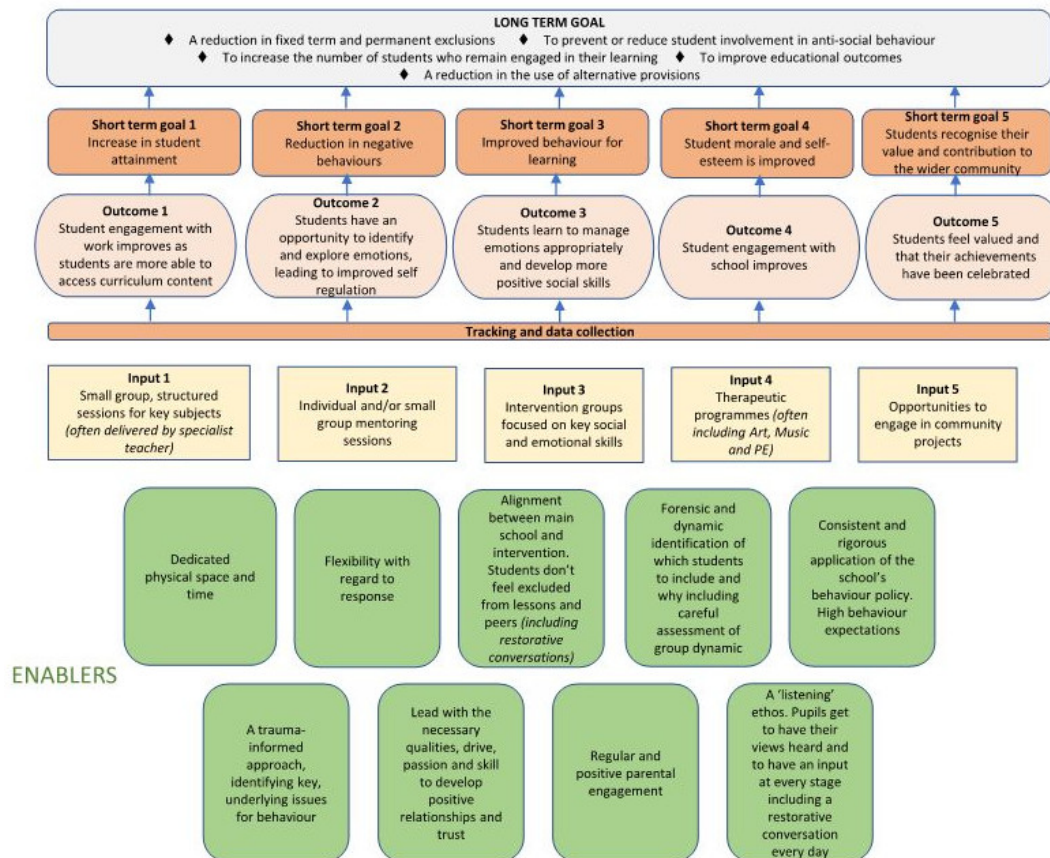 LONG TERM GOAL
♦ A reduction in fixed term and permanent exclusions ♦ To prevent or reduce student involvement in anti-social behaviour
♦ To increase the number of students who remain engaged in their learning ♦ To improve educational outcomes
♦ A reduction in the use of alternative provisions
Short term goal 1
Increase in student
attainment
Short term goal 2
Reduction in negative
behaviours
Short term goal 3
Improved behaviour for
learning
Short term goal 4
Student morale and self-
esteem is improved
Short term goal 5
Students recognise their
value and contribution to
the wider community
Outcome 1
Student engagement with
work improves as
students are more able to
access curriculum content
Outcome 2
Students have an
opportunity to identify
and explore emotions,
leading to improved self
regulation
Outcome 3
Students learn to manage
emotions appropriately
and develop more
positive social skills
Outcome 4
Student engagement with
school improves
Outcome 5
Students feel valued and
that their achievements
have been celebrated
Tracking and data collection
Input 1
Small group, structured
sessions for key subjects
(often delivered by specialist
teacher)
Input 2
Individual and/or small
group mentoring
sessions
Input 3
Intervention groups
focused on key social
and emotional skills
Input 4
Therapeutic
programmes (often
including Art, Music
and PE)
Input 5
Opportunities to
engage in community
projects
ENABLERS
Dedicated
physical space and
time
Flexibility with
regard to
response
Alignment
between main
school and
intervention.
Students don't
feel excluded
from lessons and
peers (including
restorative
conversations)
Forensic and
dynamic
identification of
which students
to include and
why including
careful
assessment of
group dynamic
Consistent and
rigorous
application of the
school's
behaviour policy.
High behaviour
expectations
A trauma-
informed
approach,
identifying key,
underlying issues
for behaviour
Lead with the
necessary
qualities, drive,
passion and skill
to develop
positive
relationships and
trust
Regular and
positive parental
engagement
A 'listening'
ethos. Pupils get
to have their
views heard and
to have an input
at every stage
including a
restorative
conversation
every day